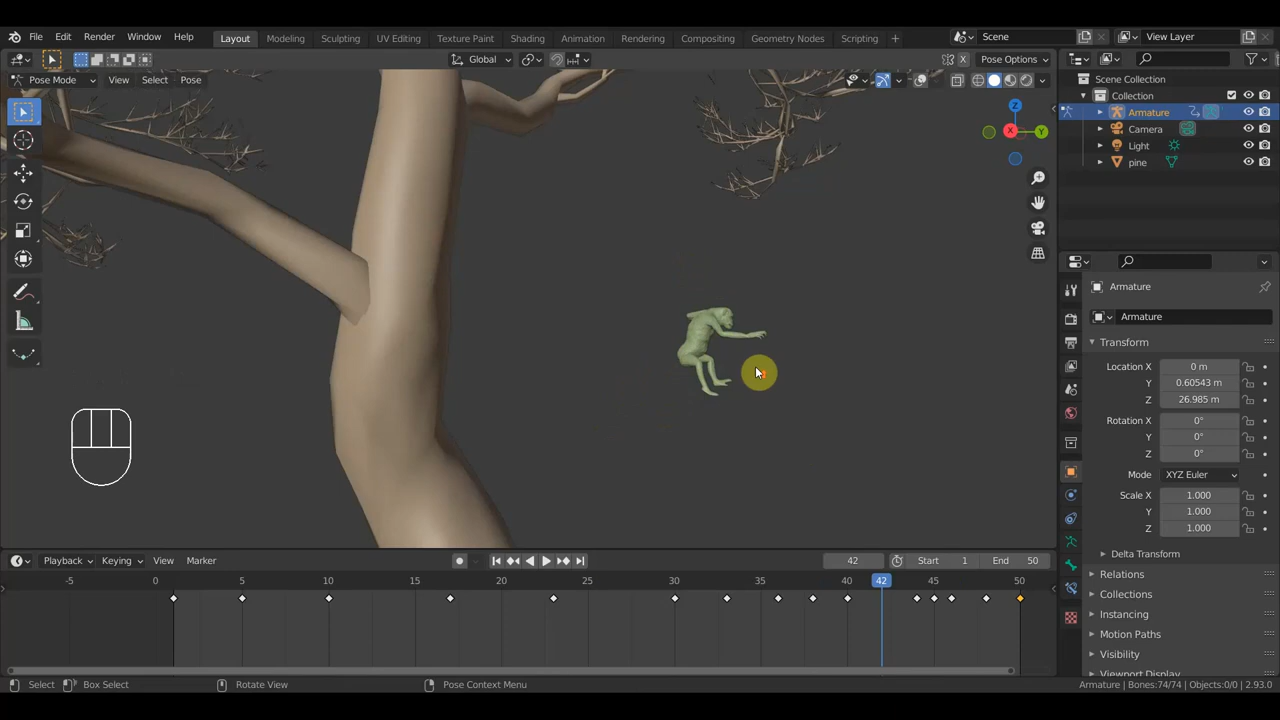 File Edit Render Window Help Layout Modeling Sculpting UV Editing Texture Paint Shading Animation Rendering Compositing Geometry Nodes Scripting + Scene View Layer
Global Pose Options
Pose Mode View Select Pose
Scene Collection
Collection
Armature
Camera
Light
pine
Z
X Y
Armature
Armature
Transform
Location X 0 m
Y 0.60543 m
Z 26.985 m
Rotation X 0°
Y 0°
Z 0°
Mode XYZ Euler
Scale X 1.000
Y 1.000
Z 1.000
Delta Transform
Relations
Collections
Instancing
Motion Paths
Visibility
Viewport Display
Playback Keying View Marker 42 Start 1 End 50
-5 0 5 10 15 20 25 30 35 40 42 45 50
Select Box Select Rotate View Pose Context Menu Armature | Bones:74/74 | Objects:0/0 | 2.93.0